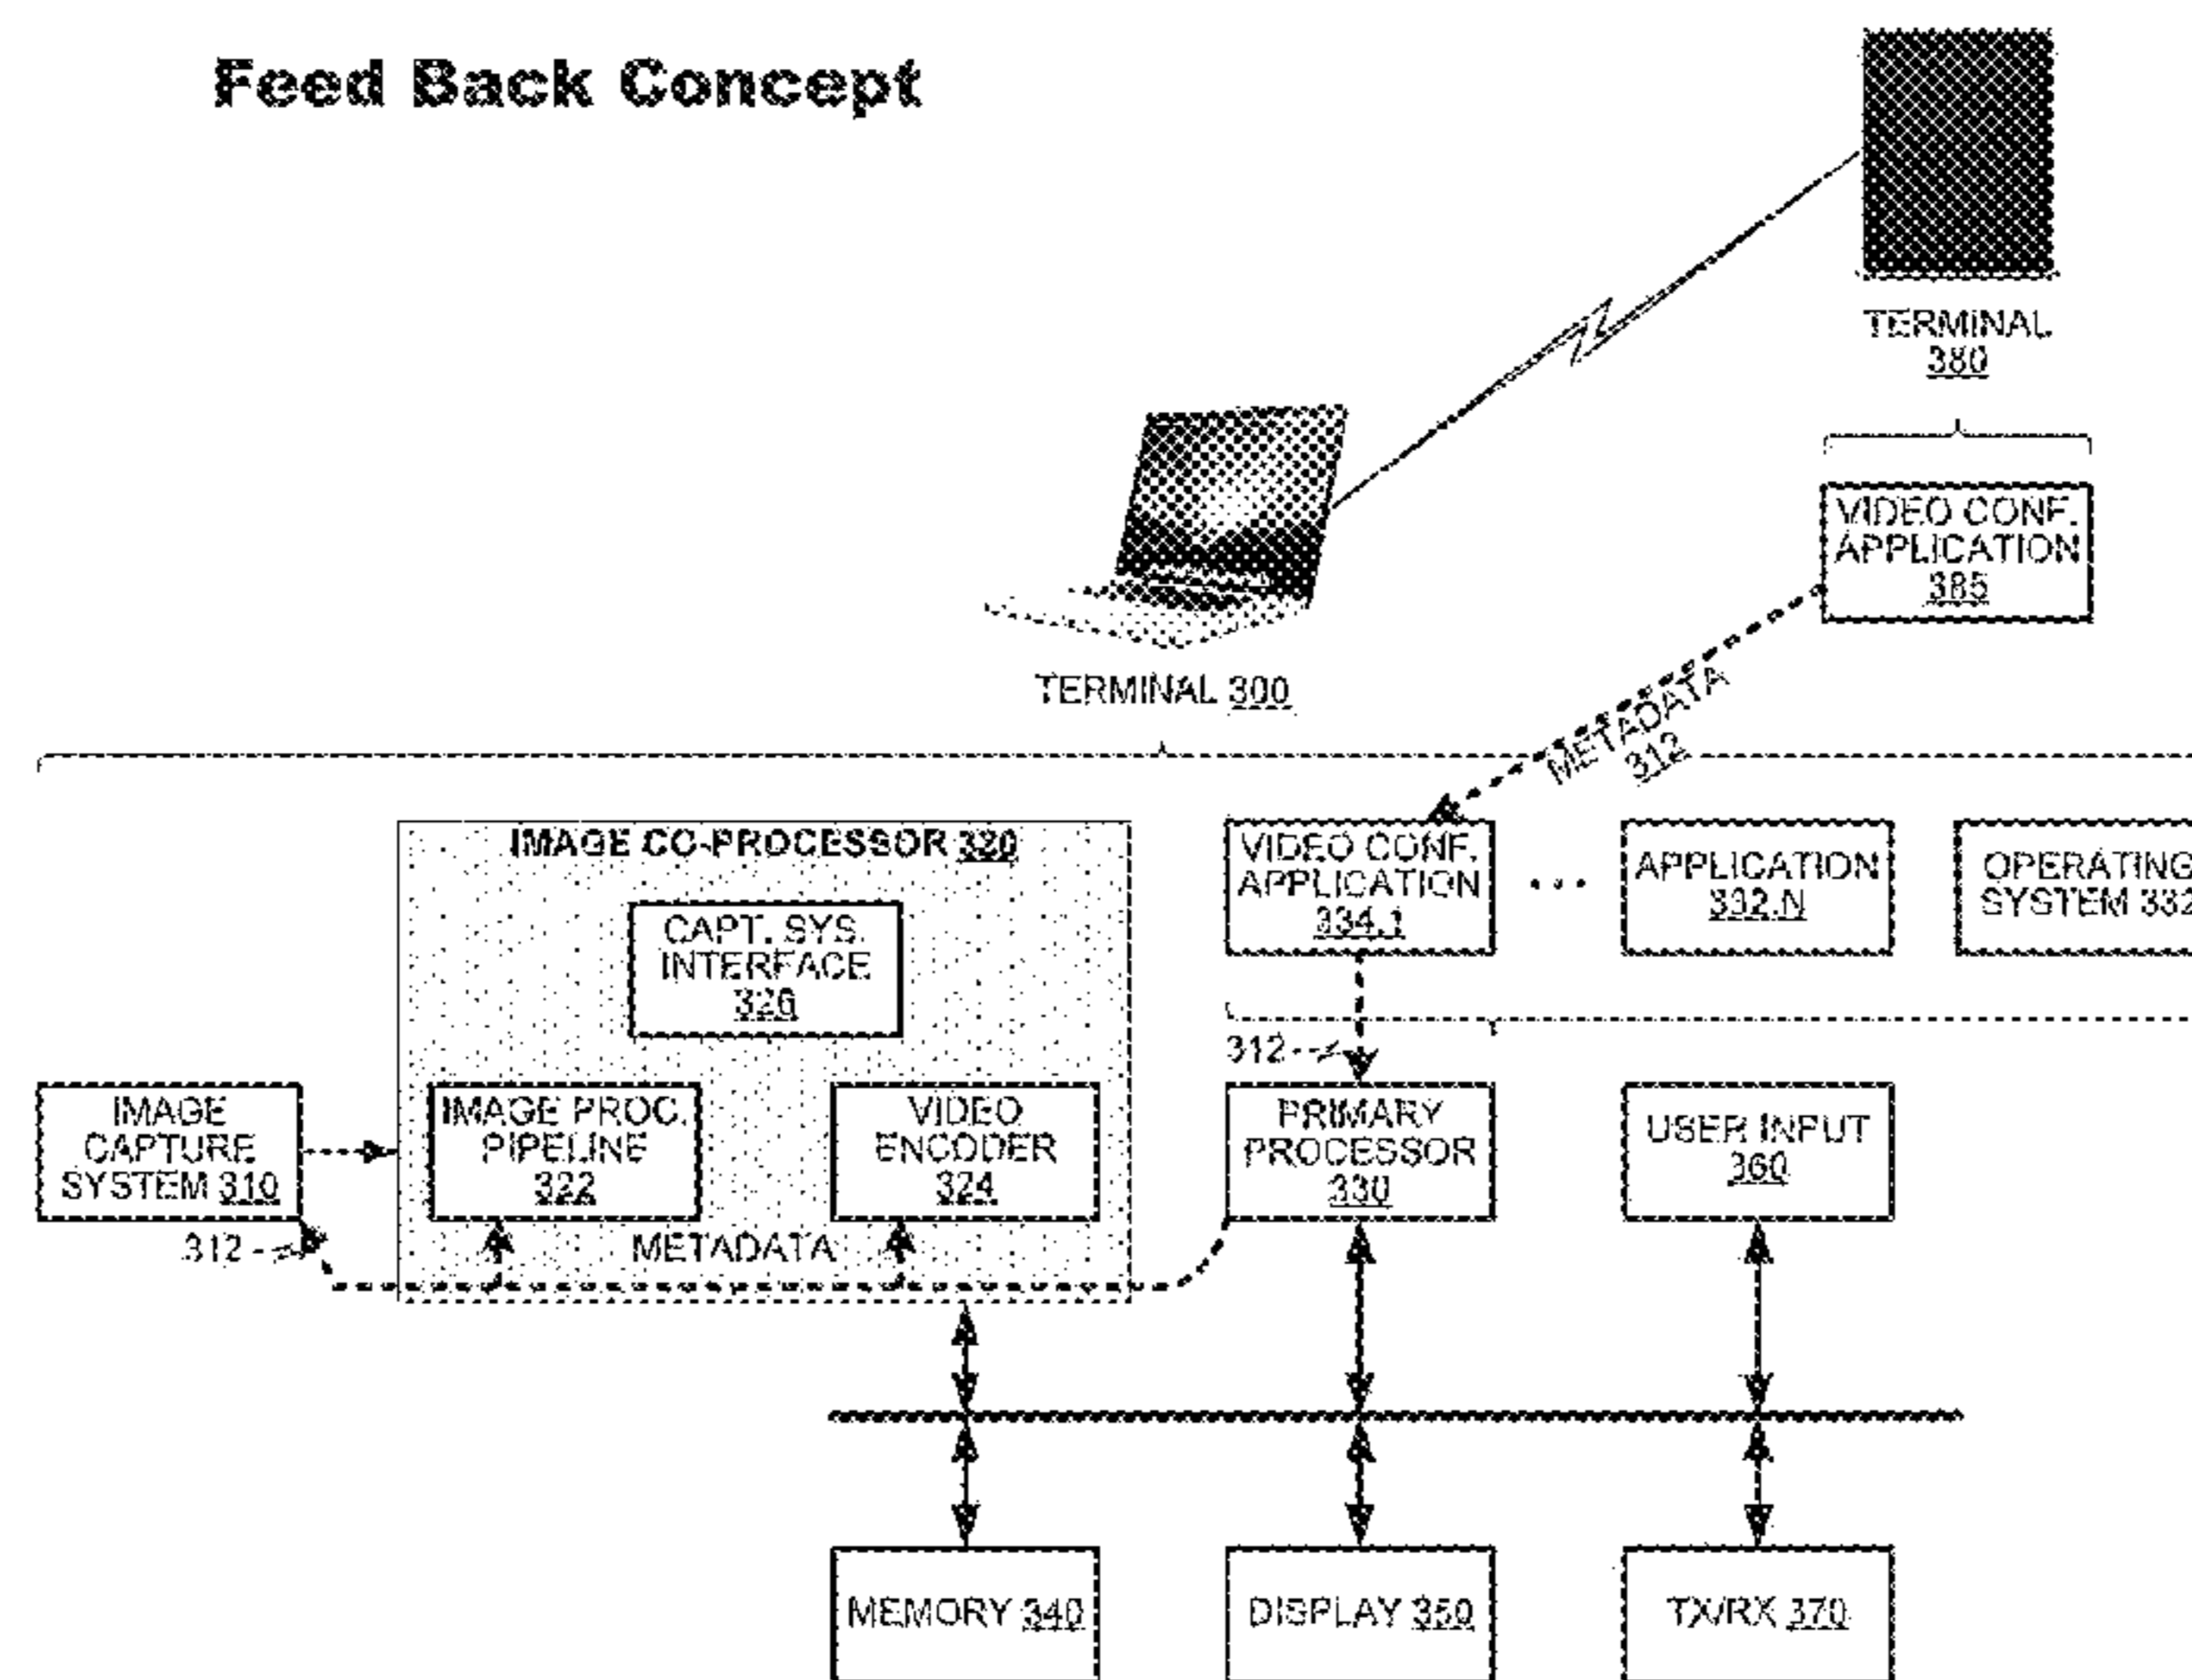 Feed Back Concept
TERMINAL
380
VIDEO CONF.
APPLICATION
385
TERMINAL 300
METADATA
312
IMAGE CO-PROCESSOR 320
CAPT. SYS.
INTERFACE
326
VIDEO CONF.
APPLICATION
334.1
• • •
APPLICATION
332.N
OPERATING
SYSTEM 332
312
IMAGE
CAPTURE
SYSTEM 310
IMAGE PROC.
PIPELINE
322
VIDEO
ENCODER
324
PRIMARY
PROCESSOR
330
USER INPUT
360
312
METADATA
MEMORY 340
DISPLAY 350
TX/RX 370